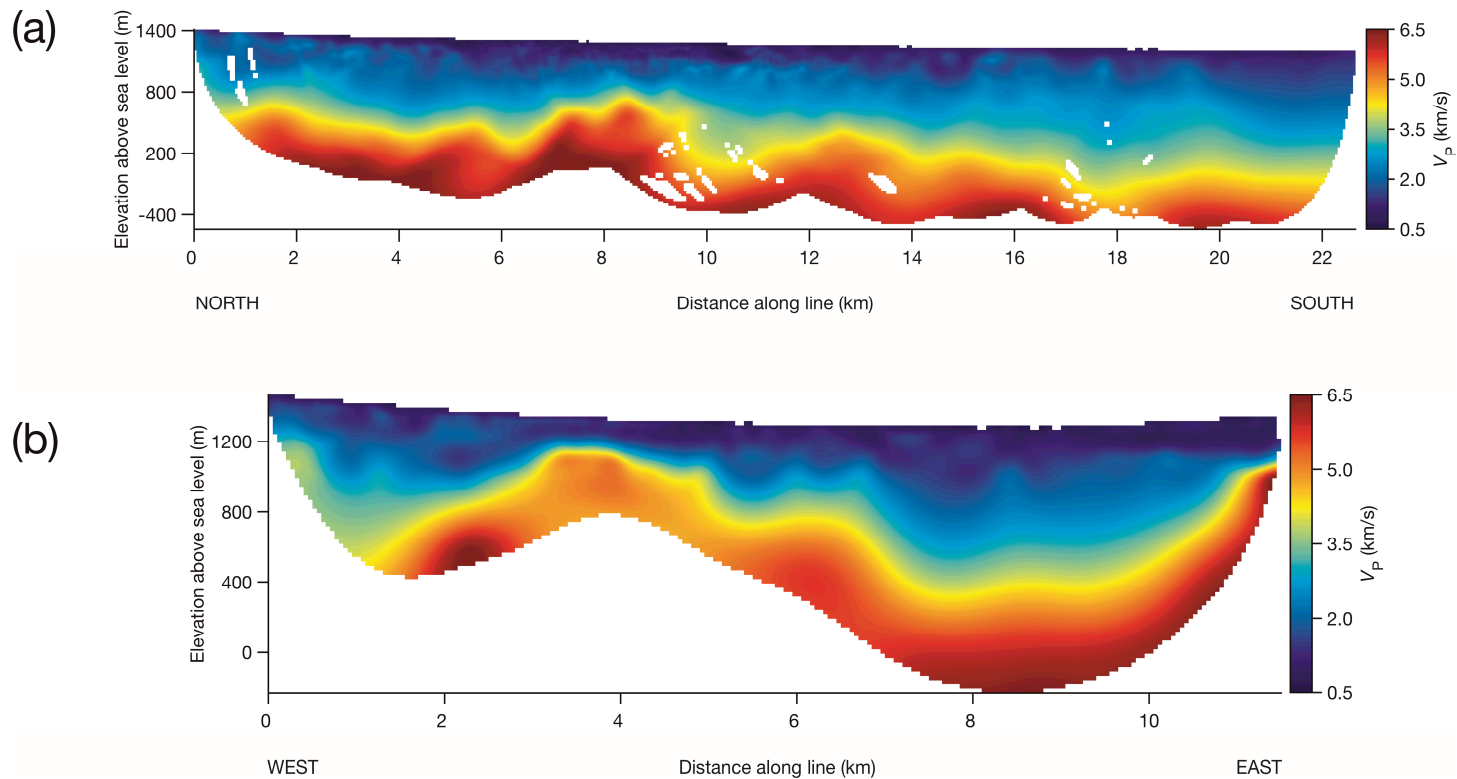 (a)
Elevation above sea level (m)
1400
800
200
-400
0 2 4 6 8 10 12 14 16 18 20 22
NORTH Distance along line (km) SOUTH
6.5
5.0
3.5
2.0
0.5
VP (km/s)
(b)
Elevation above sea level (m)
1200
800
400
0
0 2 4 6 8 10
WEST Distance along line (km) EAST
6.5
5.0
3.5
2.0
0.5
VP (km/s)